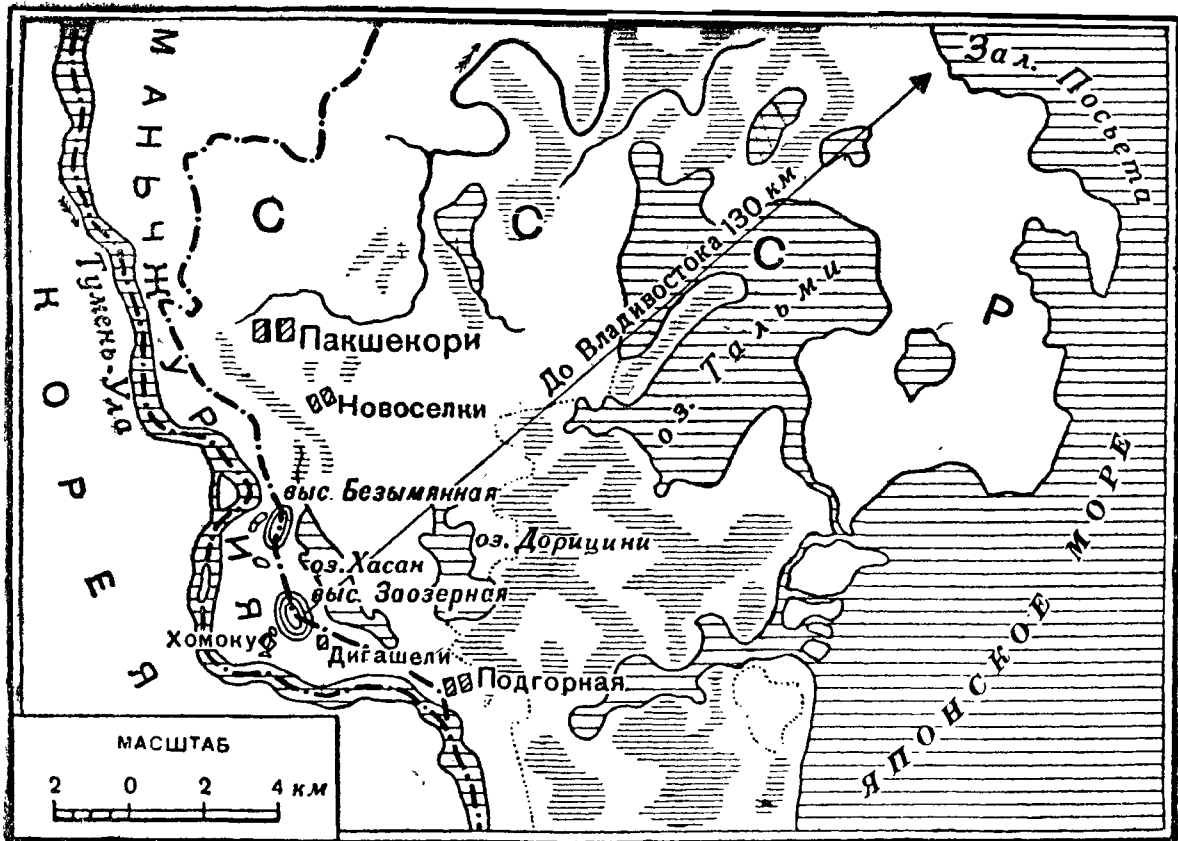 МАНЬЧЖУРИЯ
Зал. Посьета
С С С Р
До Владивостока 130 км
Тумень-Ула
КОРЕЯ
Пакшекори
оз. Тальми
Новоселки
выс. Безымянная
оз. Дорицини
оз. Хасан
выс. Заозерная
Хомоку
Дигашели
Подгорная
ЯПОНСКОЕ МОРЕ
МАСШТАБ
2 0 2 4 км